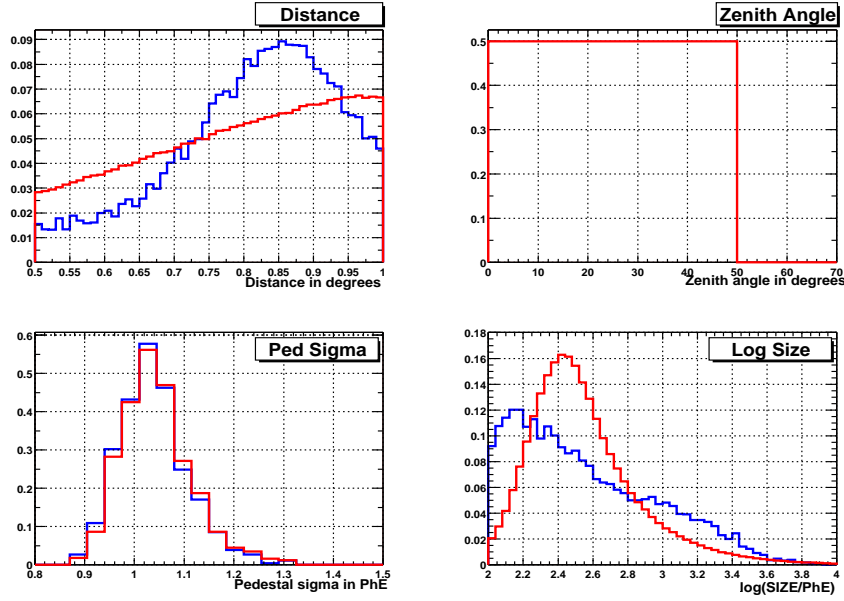 Distance
0.09
0.08
0.07
0.06
0.05
0.04
0.03
0.02
0.01
0
0.5 0.55 0.6 0.65 0.7 0.75 0.8 0.85 0.9 0.95 1
Distance in degrees
Zenith Angle
0.5
0.4
0.3
0.2
0.1
0
0 10 20 30 40 50 60 70
Zenith angle in degrees
Ped Sigma
0.6
0.5
0.4
0.3
0.2
0.1
0
0.8 0.9 1 1.1 1.2 1.3 1.4 1.5
Pedestal sigma in PhE
Log Size
0.18
0.16
0.14
0.12
0.10
0.08
0.06
0.04
0.02
0
2 2.2 2.4 2.6 2.8 3 3.2 3.4 3.6 3.8 4
log(SIZE/PhE)